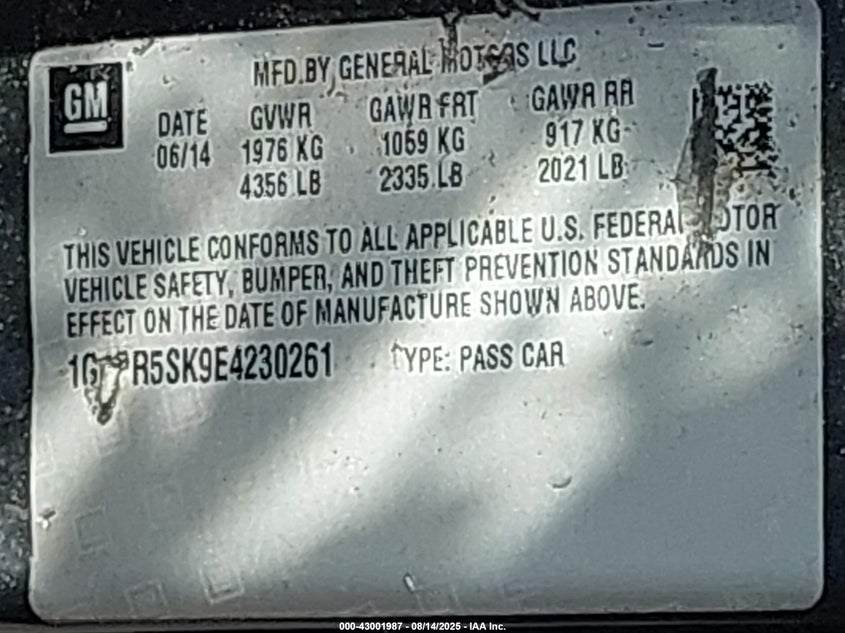 GM
MFD.BY GENERAL MOTORS LLC
DATE GVWR GAWR FRT GAWR RR
06/14 1976 KG 1059 KG 917 KG
4356 LB 2335 LB 2021 LB
THIS VEHICLE CONFORMS TO ALL APPLICABLE U.S. FEDERAL MOTOR
VEHICLE SAFETY, BUMPER, AND THEFT PREVENTION STANDARDS IN
EFFECT ON THE DATE OF MANUFACTURE SHOWN ABOVE.
TYPE: PASS CAR
000-43001987 - 08/14/2025 - IAA Inc.